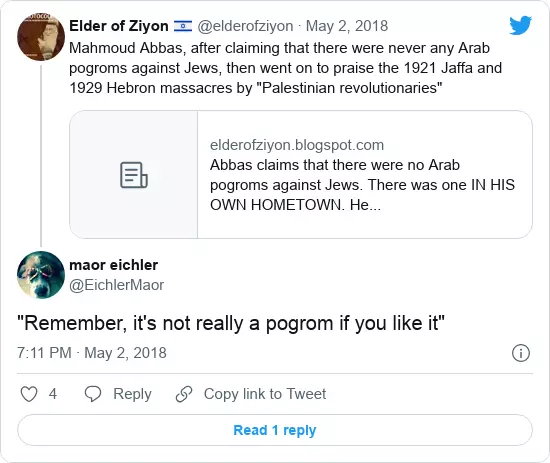 Elder of Ziyon 🇮🇱 @elderofziyon · May 2, 2018
Mahmoud Abbas, after claiming that there were never any Arab
pogroms against Jews, then went on to praise the 1921 Jaffa and
1929 Hebron massacres by "Palestinian revolutionaries"
elderofziyon.blogspot.com
Abbas claims that there were no Arab
pogroms against Jews. There was one IN HIS
OWN HOMETOWN. He...
maor eichler
@EichlerMaor
"Remember, it's not really a pogrom if you like it"
7:11 PM · May 2, 2018
4 Reply Copy link to Tweet
Read 1 reply